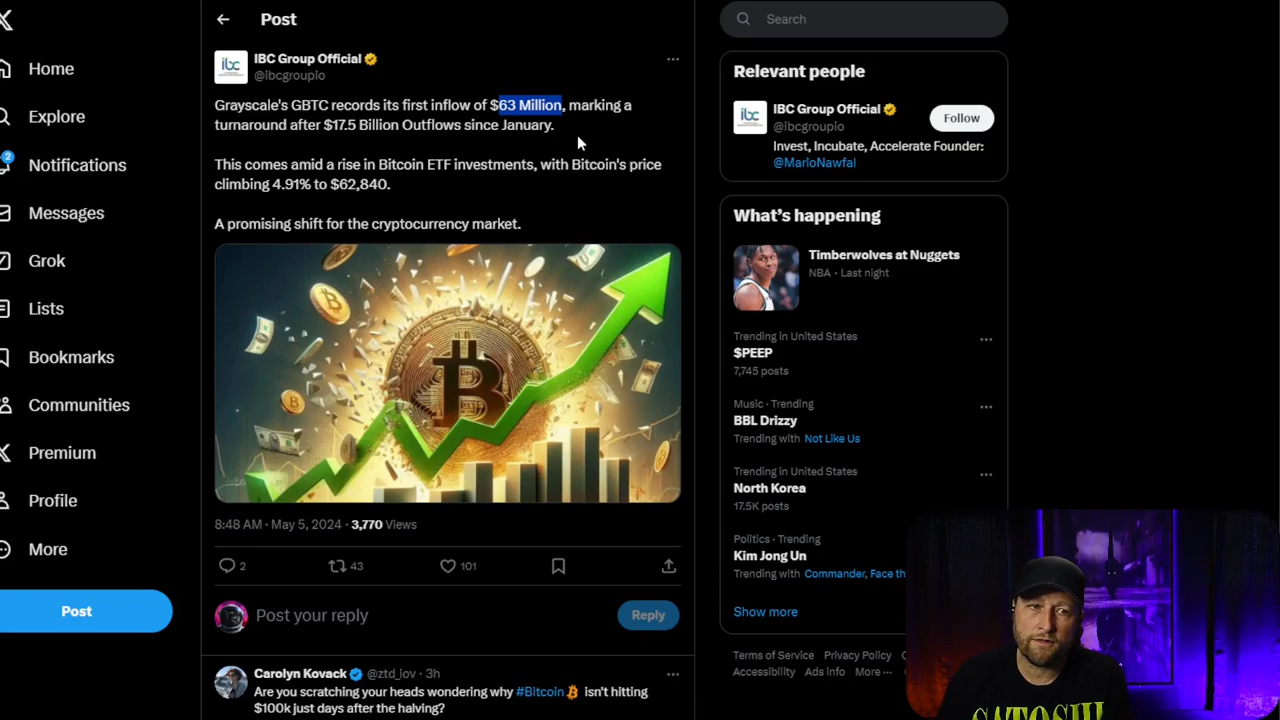 Post
Search
IBC Group Official
@ibcgroupio
Grayscale's GBTC records its first inflow of $63 Million, marking a
turnaround after $17.5 Billion Outflows since January.
This comes amid a rise in Bitcoin ETF investments, with Bitcoin's price
climbing 4.91% to $62,840.
A promising shift for the cryptocurrency market.
8:48 AM · May 5, 2024 · 3,770 Views
2
43
101
Post your reply
Reply
Carolyn Kovack @ztd_lov · 3h
Are you scratching your heads wondering why #Bitcoin isn't hitting
$100k just days after the halving?
Home
Explore
2
Notifications
Messages
Grok
Lists
Bookmarks
Communities
Premium
Profile
More
Post
Relevant people
IBC Group Official
@ibcgroupio
Follow
Invest, Incubate, Accelerate Founder:
@MarioNawfal
What's happening
Timberwolves at Nuggets
NBA · Last night
Trending in United States
$PEEP
7,745 posts
Music · Trending
BBL Drizzy
Trending with Not Like Us
Trending in United States
North Korea
17.5K posts
Politics · Trending
Kim Jong Un
Trending with Commander, Face th
Show more
Terms of Service Privacy Policy
Accessibility Ads info More
SATOSHI